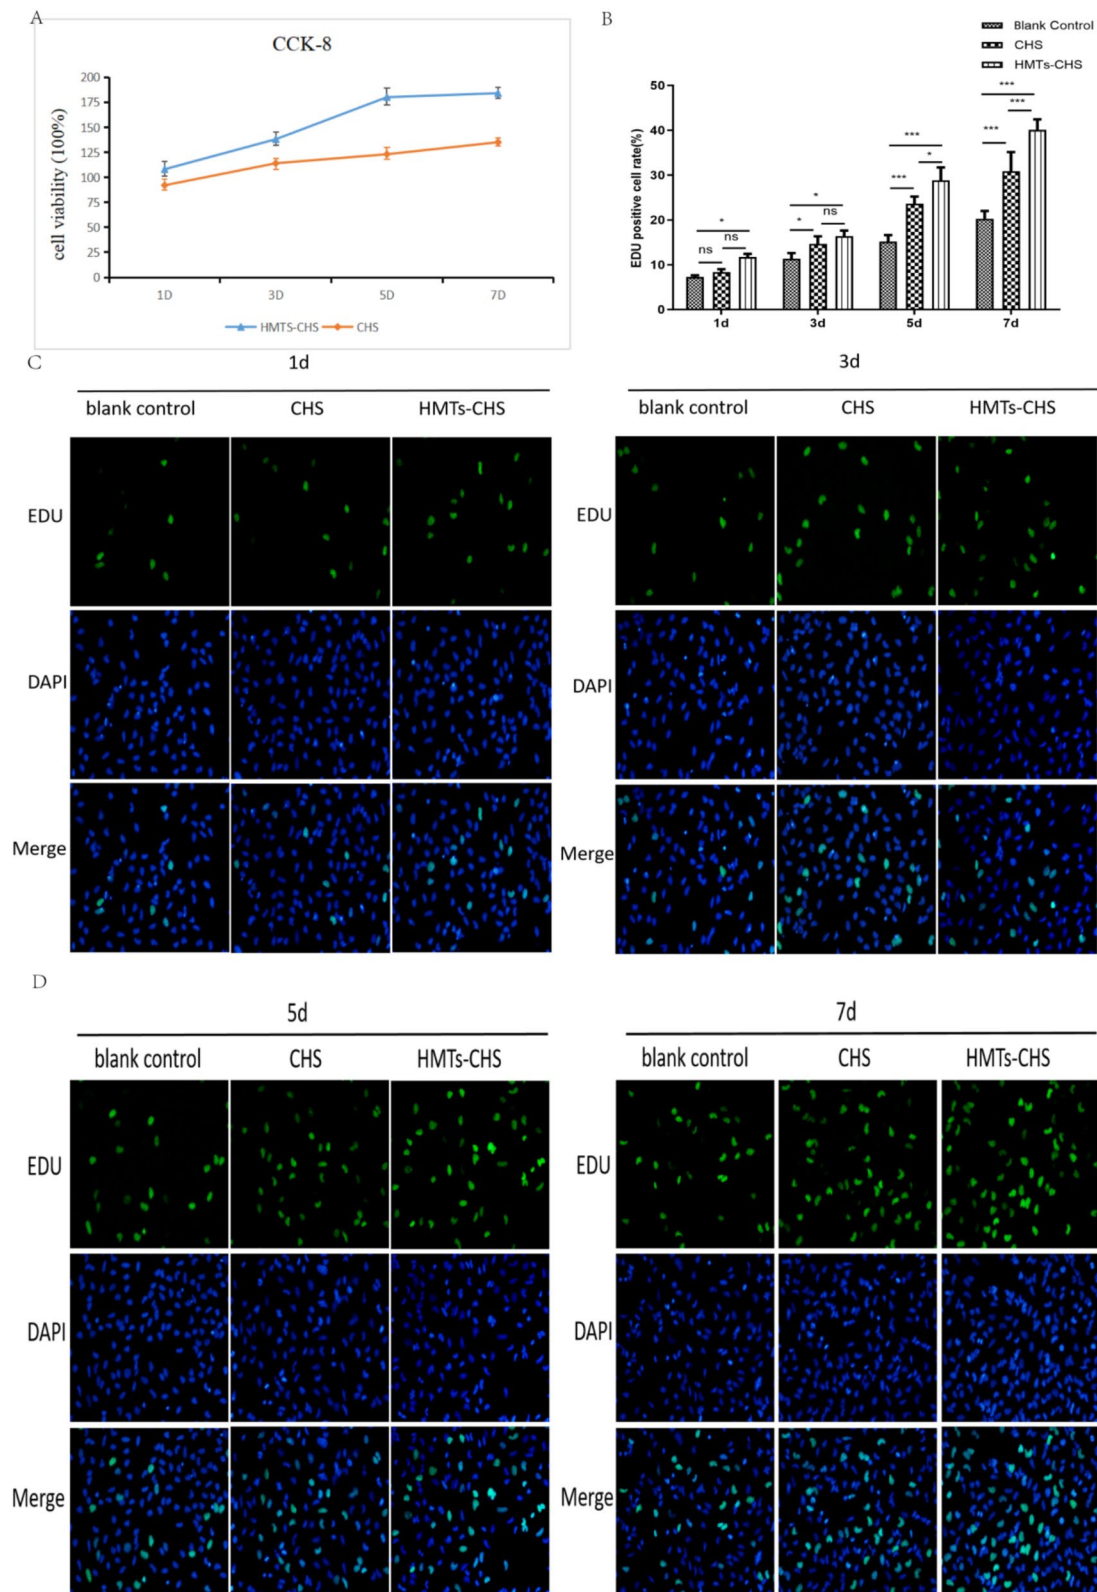 A
CCK-8
cell viability (100%)
200
175
150
125
100
75
50
25
0
1D 3D 5D 7D
HMTS-CHS CHS
B
Blank Control
CHS
HMTs-CHS
EDU positive cell rate(%)
50
40
30
20
10
0
ns ns *
* ns *
*** * ***
*** *** ***
1d 3d 5d 7d
C
1d
blank control CHS HMTs-CHS
EDU
DAPI
Merge
3d
blank control CHS HMTs-CHS
EDU
DAPI
Merge
D
5d
blank control CHS HMTs-CHS
EDU
DAPI
Merge
7d
blank control CHS HMTs-CHS
EDU
DAPI
Merge